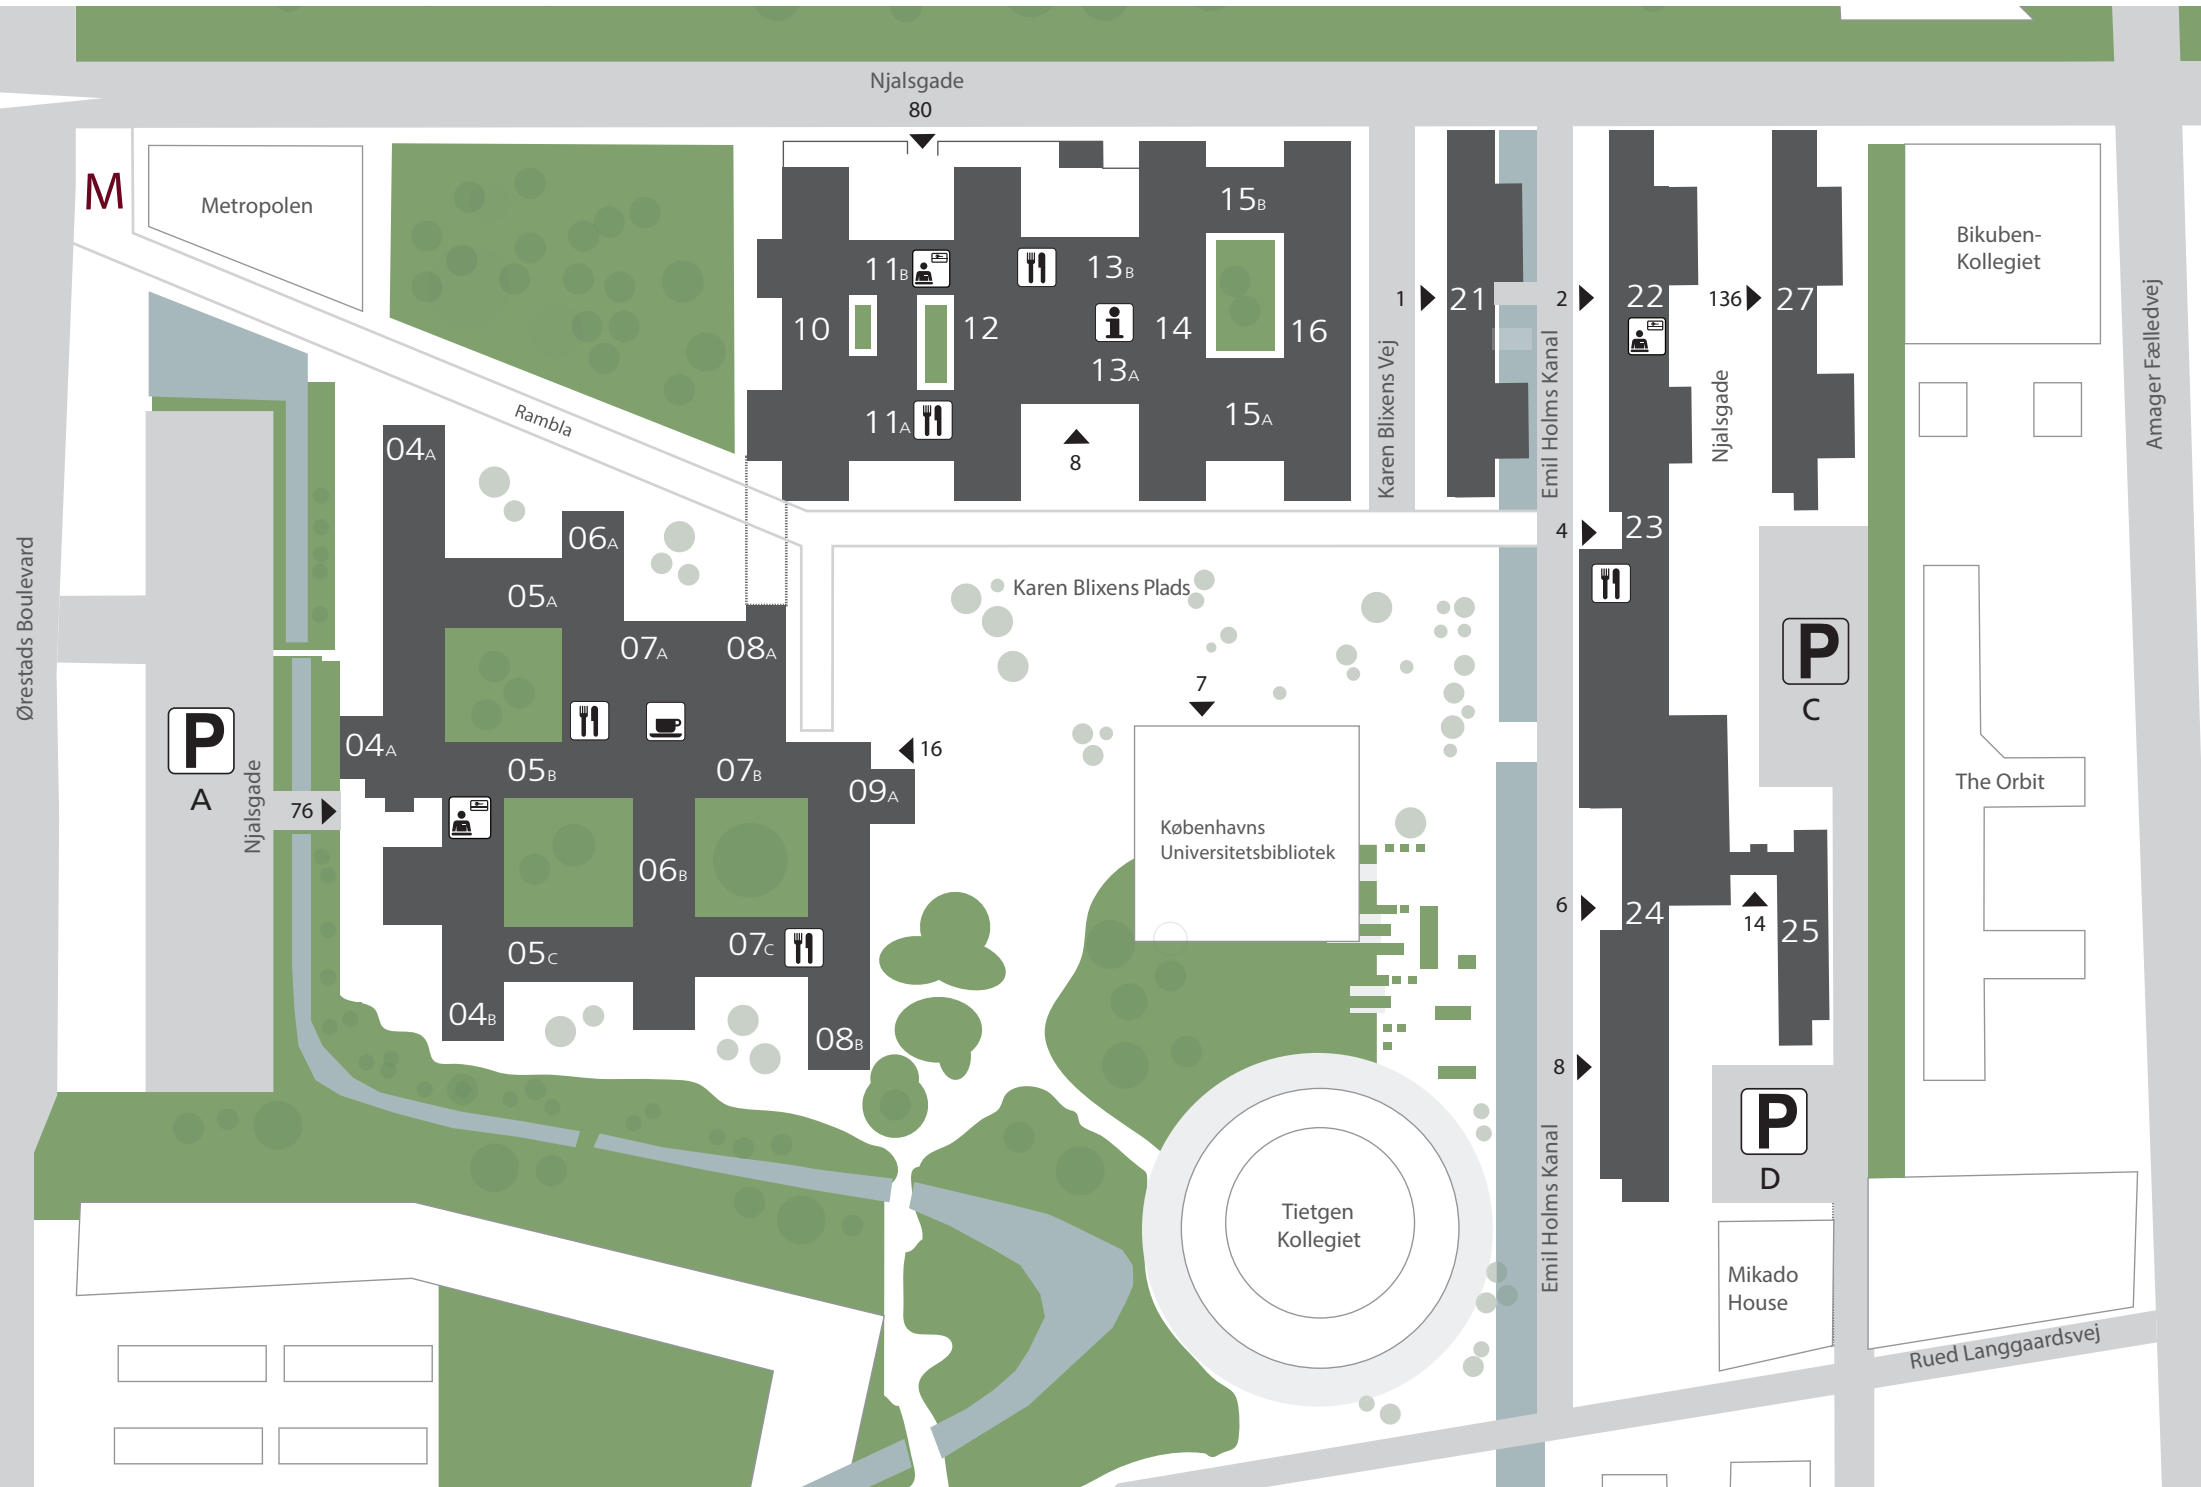 Njalsgade
80
M
Metropolen
15B
11B
13B
Bikuben-
Kollegiet
10
12
14
16
1
21
2
22
136
27
13A
11A
15A
8
Rambla
Karen Blixens Vej
Emil Holms Kanal
Njalsgade
Amager Fælledvej
04A
06A
4
23
05A
Karen Blixens Plads
07A
08A
Ørestads Boulevard
P
A
Njalsgade
04A
05B
07B
16
09A
76
7
Københavns
Universitetsbibliotek
P
C
The Orbit
06B
6
24
14
25
05C
07C
04B
08B
8
P
D
Emil Holms Kanal
Tietgen
Kollegiet
Mikado
House
Rued Langgaardsvej